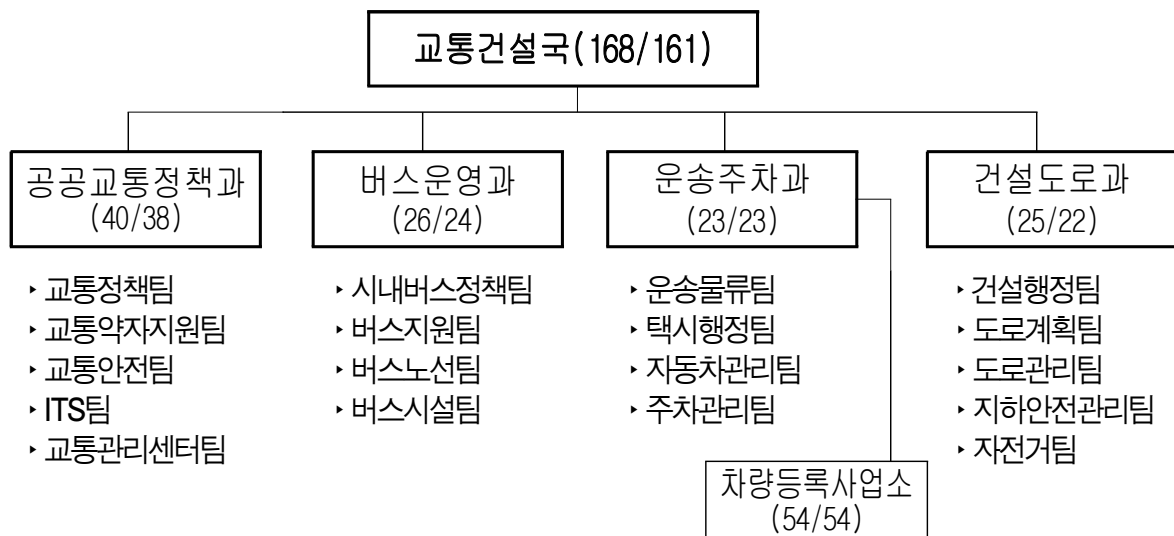 교통건설국(168/161)
공공교통정책과
(40/38)
‣ 교통정책팀
‣ 교통약자지원팀
‣ 교통안전팀
‣ ITS팀
‣ 교통관리센터팀
버스운영과
(26/24)
‣ 시내버스정책팀
‣ 버스지원팀
‣ 버스노선팀
‣ 버스시설팀
운송주차과
(23/23)
‣ 운송물류팀
‣ 택시행정팀
‣ 자동차관리팀
‣ 주차관리팀
차량등록사업소
(54/54)
건설도로과
(25/22)
‣ 건설행정팀
‣ 도로계획팀
‣ 도로관리팀
‣ 지하안전관리팀
‣ 자전거팀